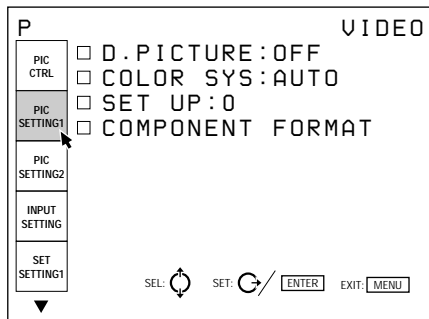 P VIDEO
PIC CTRL
PIC SETTING1
PIC SETTING2
INPUT SETTING
SET SETTING1
□ D.PICTURE:OFF
□ COLOR SYS:AUTO
□ SET UP:0
□ COMPONENT FORMAT
SEL: SET: / ENTER EXIT: MENU